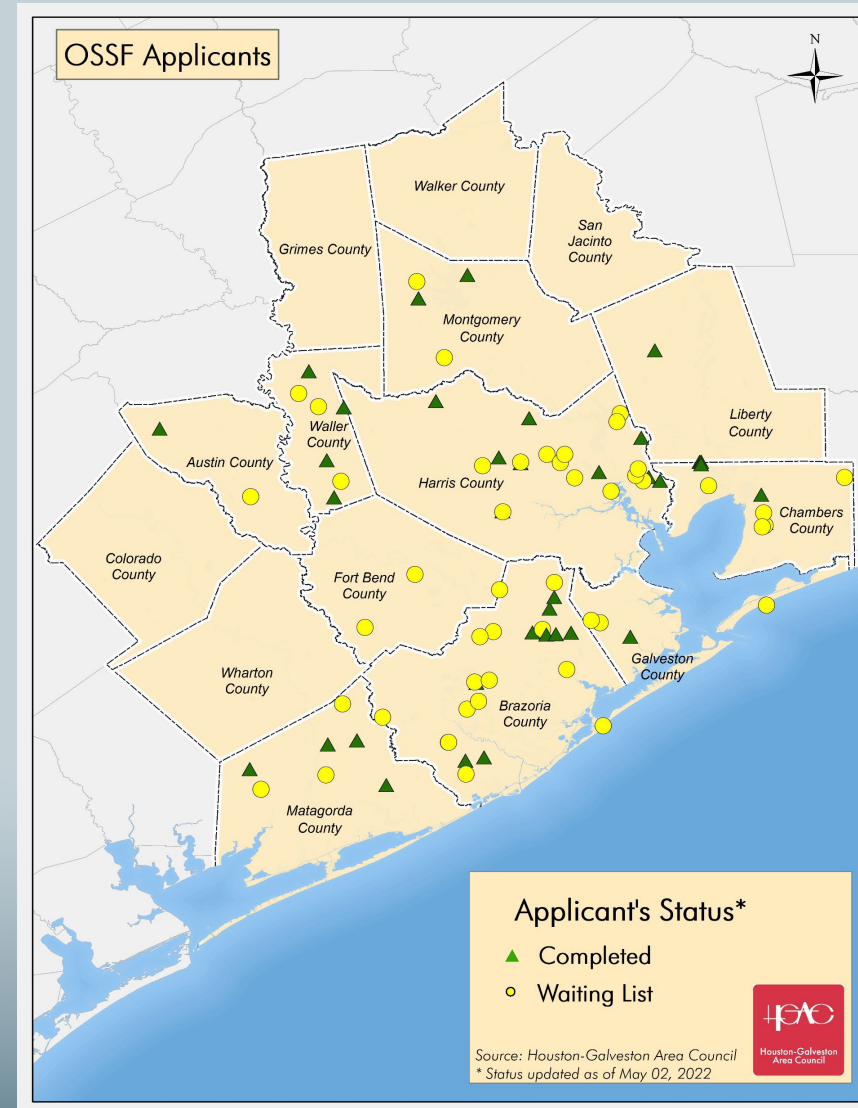 OSSF Applicants
N
Walker County
San
Jacinto
County
Grimes County
Montgomery
County
Liberty
County
Waller
County
Austin County
Harris County
Chambers
County
Colorado
County
Fort Bend
County
Galveston
County
Wharton
County
Brazoria
County
Matagorda
County
Applicant's Status*
Completed
Waiting List
Source: Houston-Galveston Area Council
* Status updated as of May 02, 2022
HGAC
Houston-Galveston
Area Council